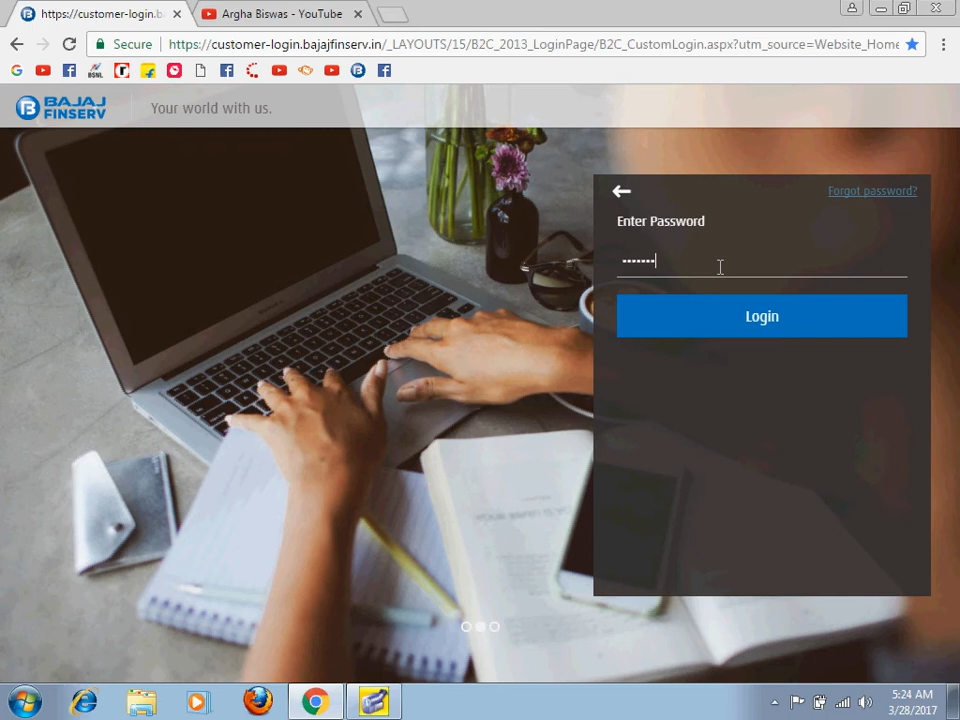 https://customer-login.b
Argha Biswas - YouTube
Secure
https://customer-login.bajajfinserv.in/_LAYOUTS/15/B2C_2013_LoginPage/B2C_CustomLogin.aspx?utm_source=Website_Home
BSNL
BAJAJ
FINSERV
Your world with us.
Forgot password?
Enter Password
Login
5:24 AM
3/28/2017